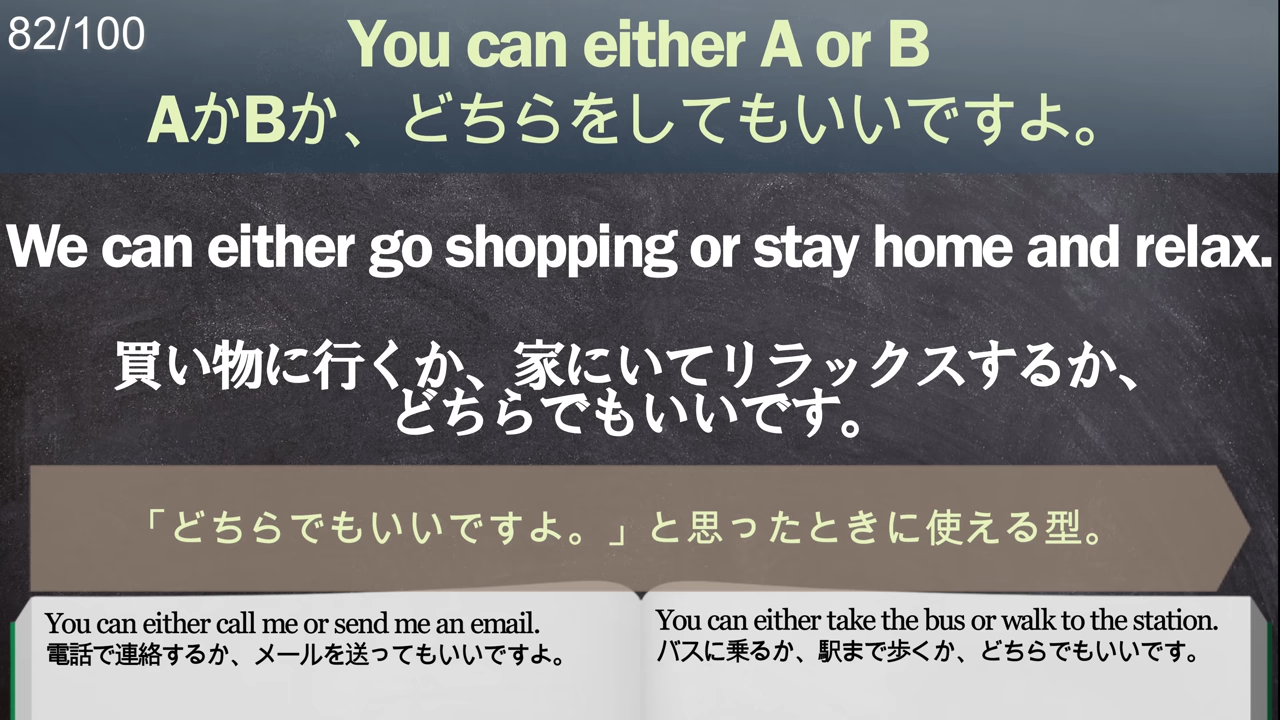 82/100
You can either A or B
AかBか、どちらをしてもいいですよ。
We can either go shopping or stay home and relax.
買い物に行くか、家にいてリラックスするか、
どちらでもいいです。
「どちらでもいいですよ。」と思ったときに使える型。
You can either call me or send me an email.
電話で連絡するか、メールを送ってもいいですよ。
You can either take the bus or walk to the station.
バスに乗るか、駅まで歩くか、どちらでもいいです。